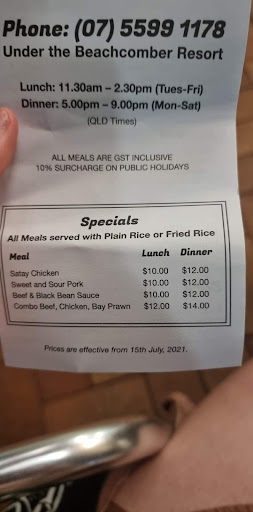 Phone: (07) 5599 1178
Under the Beachcomber Resort
Lunch: 11.30am – 2.30pm (Tues-Fri)
Dinner: 5.00pm – 9.00pm (Mon-Sat)
(QLD Times)
ALL MEALS ARE GST INCLUSIVE
10% SURCHARGE ON PUBLIC HOLIDAYS
Specials
All Meals served with Plain Rice or Fried Rice
Meal Lunch Dinner
Satay Chicken $10.00 $12.00
Sweet and Sour Pork $10.00 $12.00
Beef & Black Bean Sauce $10.00 $12.00
Combo Beef, Chicken, Bay Prawn $12.00 $14.00
Prices are effective from 15th July, 2021.